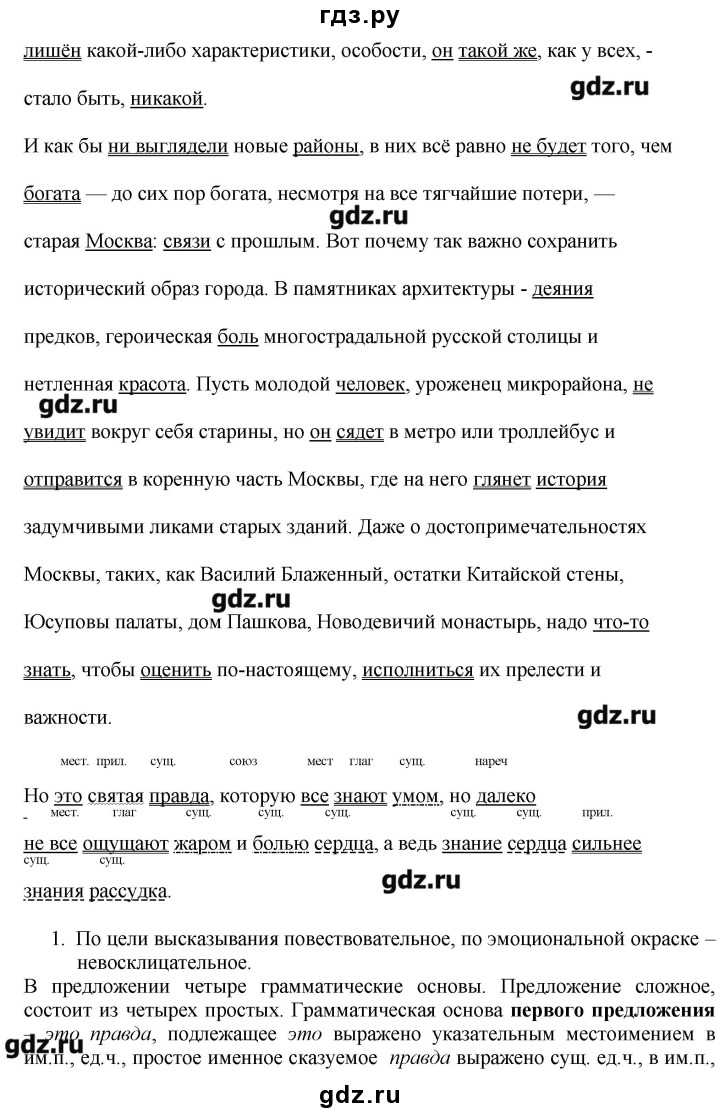 гдз.ру
лишён какой-либо характеристики, особости, он такой же, как у всех, -
gdz.ru
стало быть, никакой.
И как бы ни выглядели новые районы, в них всё равно не будет того, чем
богата — до сих пор богата, несмотря на все тягчайшие потери, —
gdz.ru
старая Москва: связи с прошлым. Вот почему так важно сохранить
исторический образ города. В памятниках архитектуры - деяния
предков, героическая боль многострадальной русской столицы и
нетленная красота. Пусть молодой человек, уроженец микрорайона, не
gdz.ru
увидит вокруг себя старины, но он сядет в метро или троллейбус и
отправится в коренную часть Москвы, где на него глянет история
задумчивыми ликами старых зданий. Даже о достопримечательностях
Москвы, таких, как Василий Блаженный, остатки Китайской стены,
gdz.ru
Юсуповы палаты, дом Пашкова, Новодевичий монастырь, надо что-то
знать, чтобы оценить по-настоящему, исполниться их прелести и
важности.
gdz.ru
мест. прил. сущ. союз мест глаг сущ. нареч
Но это святая правда, которую все знают умом, но далеко
- мест. глаг сущ. сущ. сущ. сущ. сущ. прил.
не все ощущают жаром и болью сердца, а ведь знание сердца сильнее
сущ. сущ.
знания рассудка.
gdz.ru
1. По цели высказывания повествовательное, по эмоциональной окраске –
невосклицательное.
В предложении четыре грамматические основы. Предложение сложное,
состоит из четырех простых. Грамматическая основа первого предложения
– это правда, подлежащее это выражено указательным местоимением в
gdz.ru
им.п., ед.ч., простое именное сказуемое правда выражено сущ. ед.ч., в им.п.,
gdz.ru